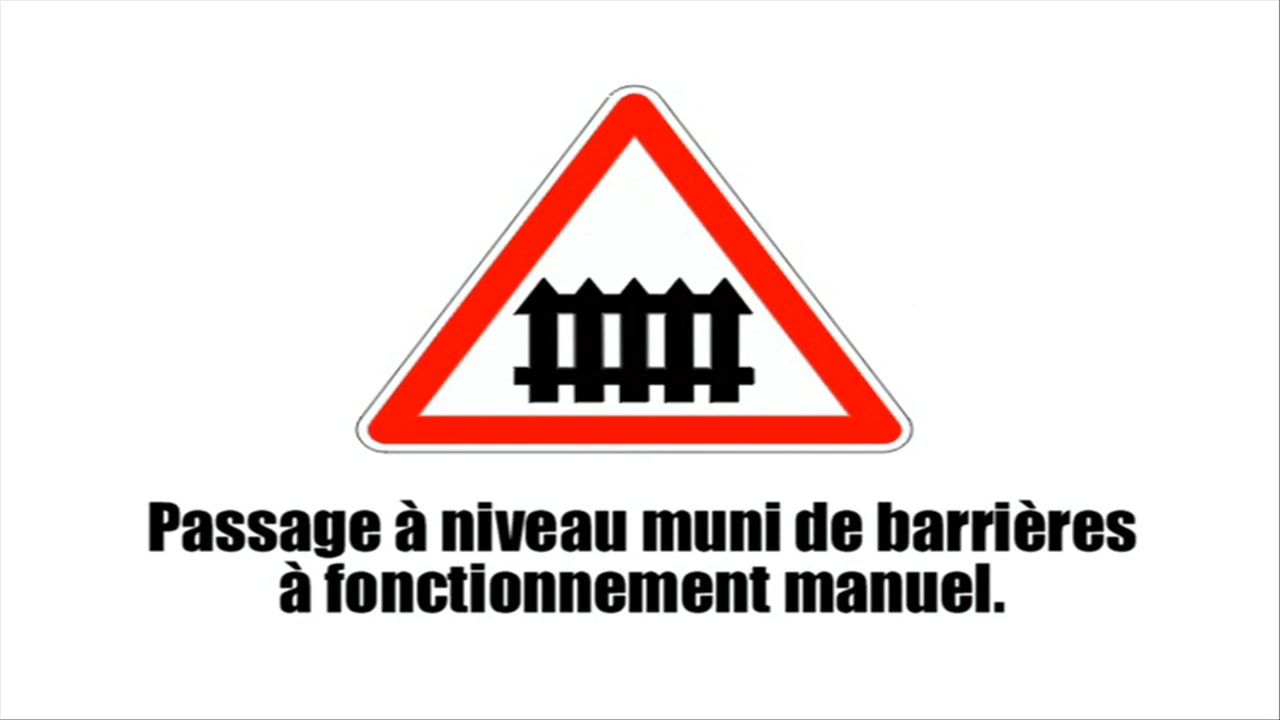 Passage à niveau muni de barrières
à fonctionnement manuel.